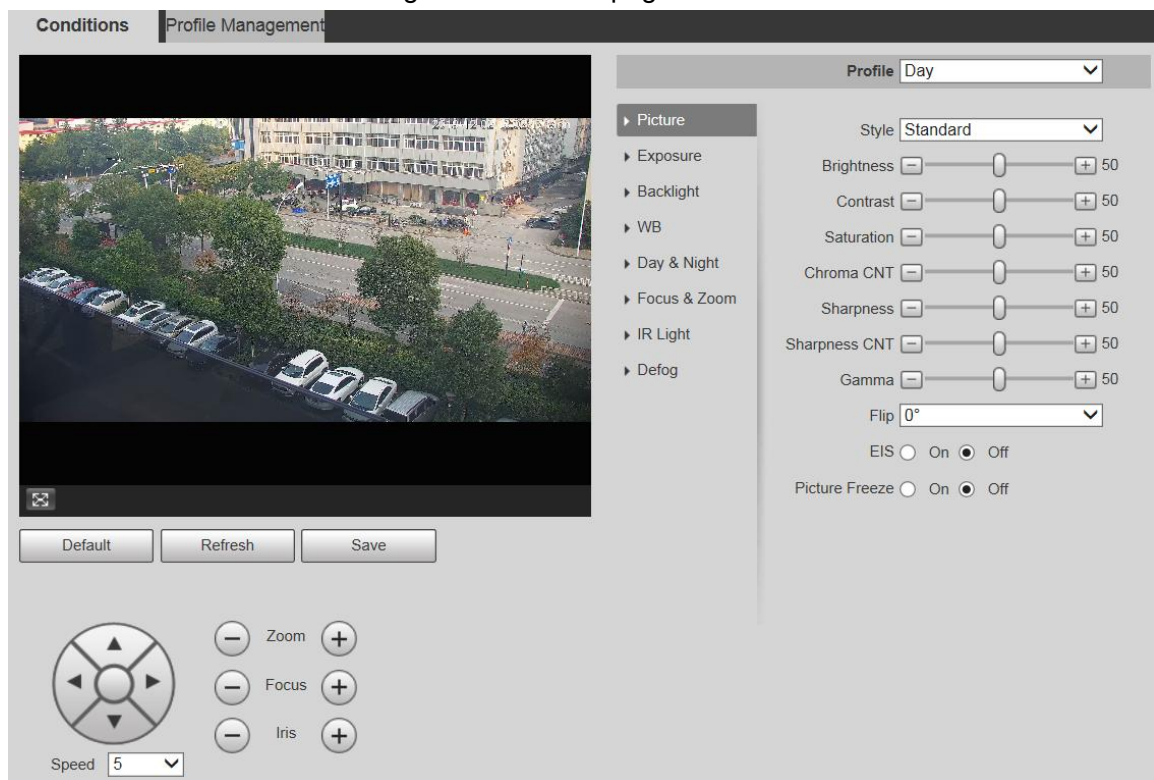 Conditions Profile Management
Profile Day
Picture
Exposure
Backlight
WB
Day & Night
Focus & Zoom
IR Light
Defog
Style Standard
Brightness 50
Contrast 50
Saturation 50
Chroma CNT 50
Sharpness 50
Sharpness CNT 50
Gamma 50
Flip 0°
EIS On Off
Picture Freeze On Off
Default Refresh Save
Zoom
Focus
Iris
Speed 5